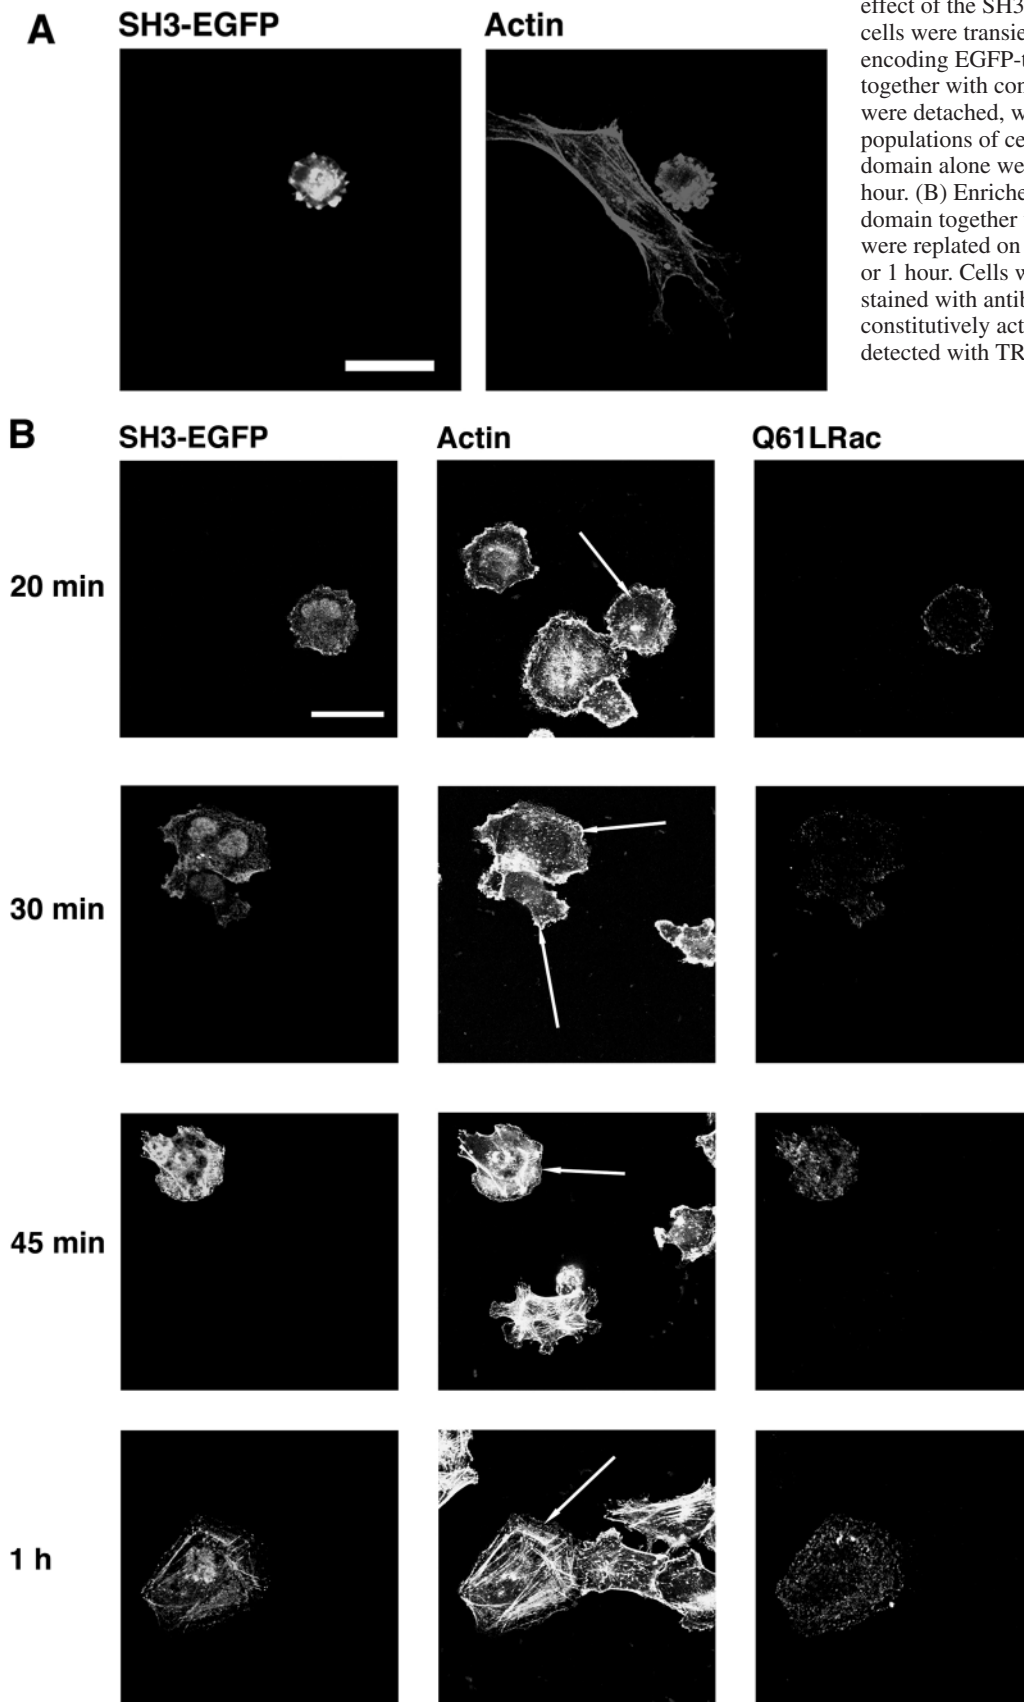 A
SH3-EGFP
Actin
effect of the SH3
cells were transie
encoding EGFP-t
together with con
were detached, w
populations of ce
domain alone we
hour. (B) Enriche
domain together
were replated on
or 1 hour. Cells w
stained with antib
constitutively act
detected with TR
B
SH3-EGFP
Actin
Q61LRac
20 min
30 min
45 min
1 h